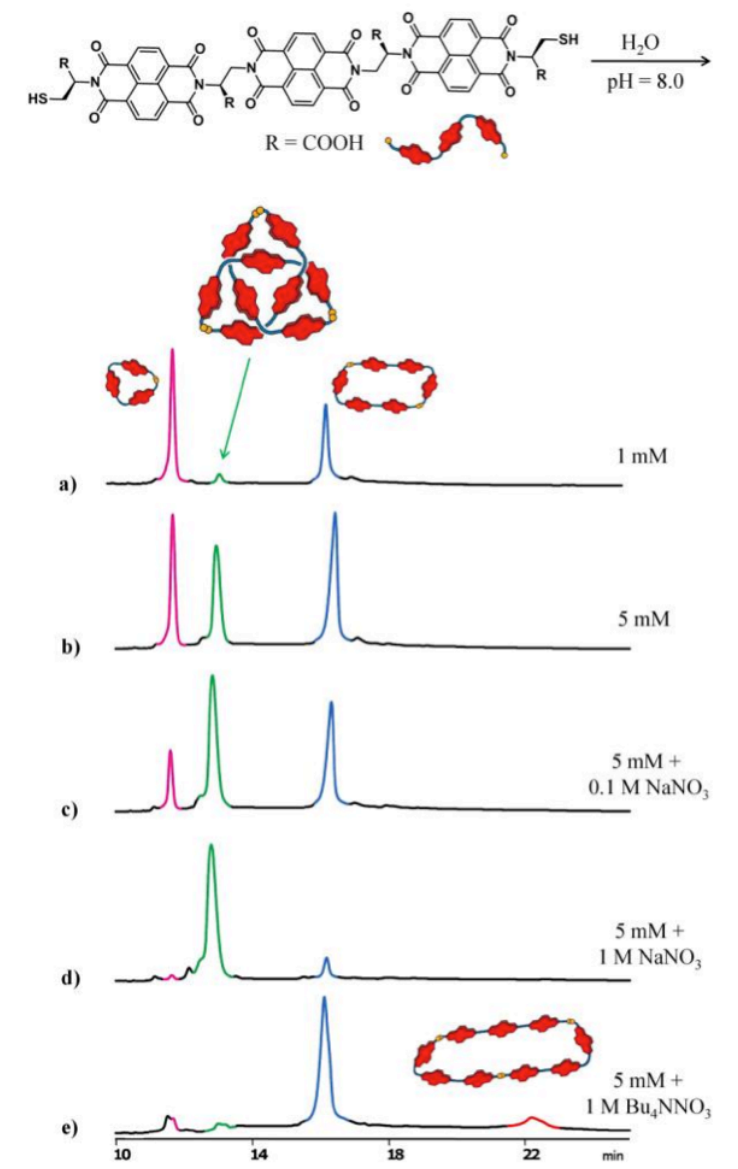 HS
R
N
O
O
O
O
N
R
N
O
O
O
O
N
R
N
O
O
O
O
N
R
SH
H₂O
pH = 8.0
R = COOH
1 mM
a)
5 mM
b)
5 mM +
0.1 M NaNO₃
c)
5 mM +
1 M NaNO₃
d)
5 mM +
1 M Bu₄NNO₃
e)
10 14 18 22 min